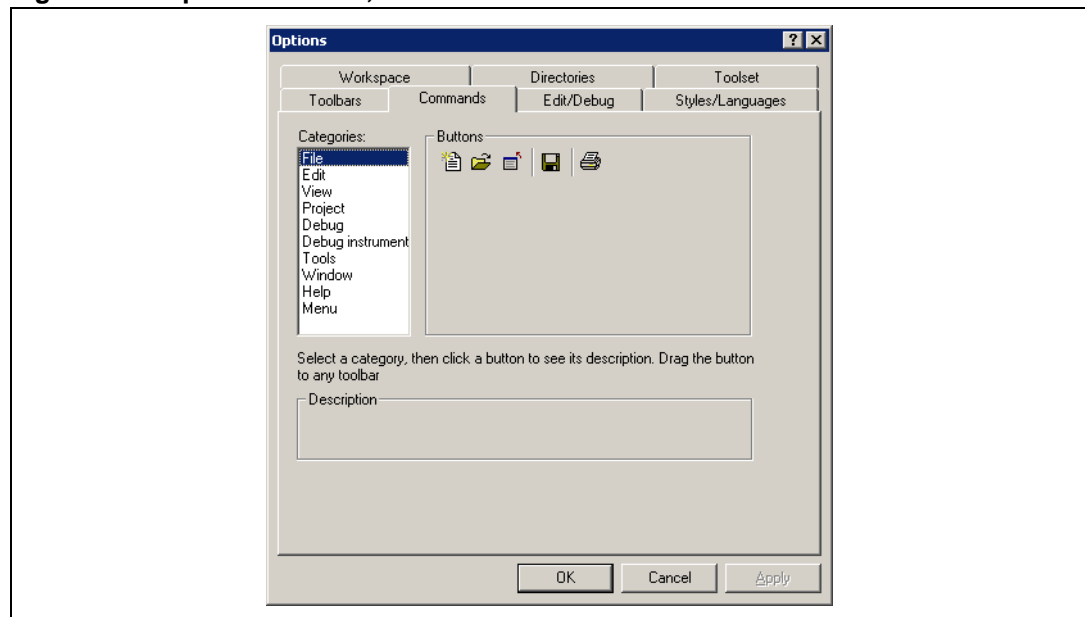 Options
Workspace Directories Toolset
Toolbars Commands Edit/Debug Styles/Languages
Categories: Buttons
File
Edit
View
Project
Debug
Debug instrument
Tools
Window
Help
Menu
Select a category, then click a button to see its description. Drag the button
to any toolbar
Description
OK Cancel Apply